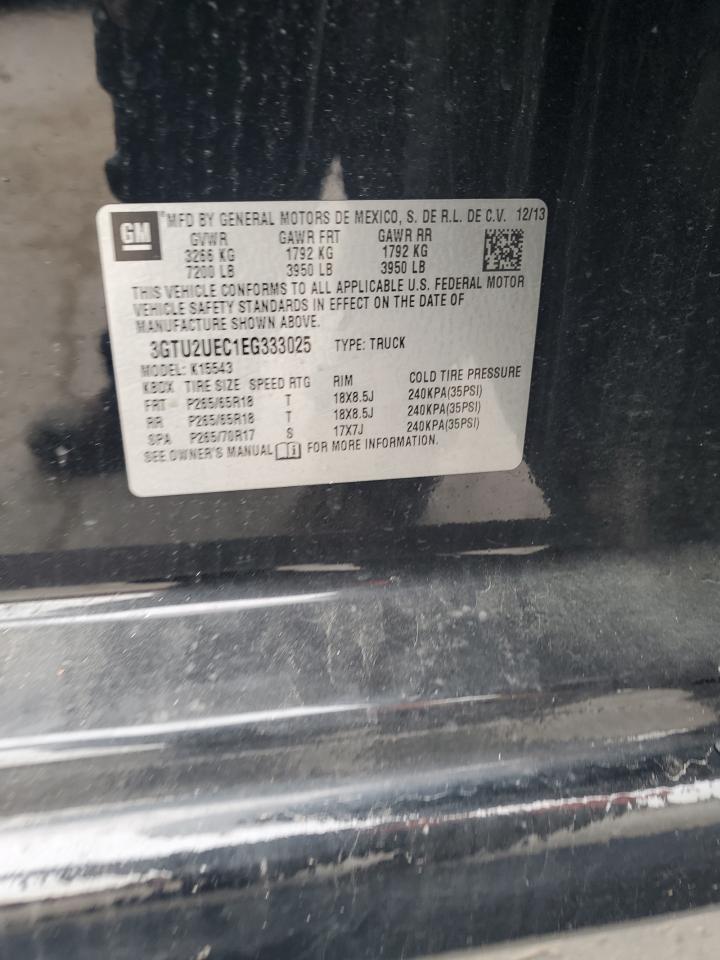 GM
MFD BY GENERAL MOTORS DE MEXICO, S. DE R.L. DE C.V. 12/13
GVWR GAWR FRT GAWR RR
3266 KG 1792 KG 1792 KG
7200 LB 3950 LB 3950 LB
THIS VEHICLE CONFORMS TO ALL APPLICABLE U.S. FEDERAL MOTOR
VEHICLE SAFETY STANDARDS IN EFFECT ON THE DATE OF
MANUFACTURE SHOWN ABOVE.
3GTU2UEC1EG333025 TYPE: TRUCK
MODEL: K15543
KBOX TIRE SIZE SPEED RTG RIM COLD TIRE PRESSURE
FRT P265/65R18 T 18X8.5J 240KPA(35PSI)
RR P265/65R18 T 18X8.5J 240KPA(35PSI)
SPA P265/70R17 S 17X7J 240KPA(35PSI)
SEE OWNER'S MANUAL FOR MORE INFORMATION.